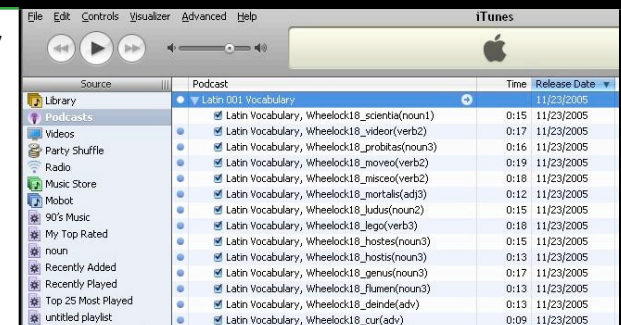 File Edit Controls Visualizer Advanced Help iTunes
Source Podcast Time Release Date
Library Latin 001 Vocabulary 11/23/2005
Podcasts Latin Vocabulary, Wheelock18_scientia(noun1) 0:15 11/23/2005
Videos Latin Vocabulary, Wheelock18_videor(verb2) 0:17 11/23/2005
Party Shuffle Latin Vocabulary, Wheelock18_probitas(noun3) 0:16 11/23/2005
Radio Latin Vocabulary, Wheelock18_moveo(verb2) 0:19 11/23/2005
Music Store Latin Vocabulary, Wheelock18_misceo(verb2) 0:18 11/23/2005
Mobot Latin Vocabulary, Wheelock18_mortalis(adj3) 0:12 11/23/2005
90's Music Latin Vocabulary, Wheelock18_ludus(noun2) 0:15 11/23/2005
My Top Rated Latin Vocabulary, Wheelock18_lego(verb3) 0:18 11/23/2005
noun Latin Vocabulary, Wheelock18_hostes(noun3) 0:15 11/23/2005
Recently Added Latin Vocabulary, Wheelock18_hostis(noun3) 0:13 11/23/2005
Recently Played Latin Vocabulary, Wheelock18_genus(noun3) 0:17 11/23/2005
Top 25 Most Played Latin Vocabulary, Wheelock18_flumen(noun3) 0:13 11/23/2005
untitled playlist Latin Vocabulary, Wheelock18_deinde(adv) 0:13 11/23/2005
Latin Vocabulary, Wheelock18_cur(adv) 0:09 11/23/2005